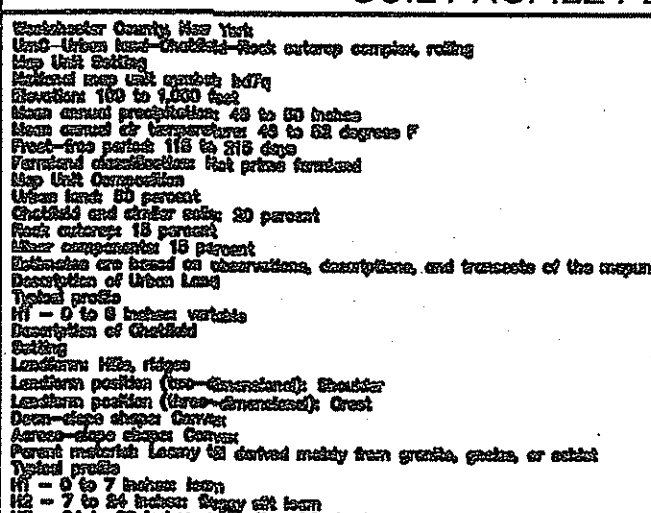 Westchester County, New York
UmC-Urban land-Chatfield-Rock outcrop complex, rolling
Map Unit Setting
National map unit symbol: bd7q
Elevation: 100 to 1,000 feet
Mean annual precipitation: 46 to 50 inches
Mean annual air temperature: 46 to 52 degrees F
Frost-free period: 115 to 215 days
Farmland classification: Not prime farmland
Map Unit Composition
Urban land: 50 percent
Chatfield and similar soils: 20 percent
Rock outcrop: 15 percent
Minor components: 15 percent
Estimates are based on observations, descriptions, and transects of the mapun
Description of Urban Land
Typical profile
H1 - 0 to 6 inches: variable
Description of Chatfield
Setting
Landform: Hills, ridges
Landform position (two-dimensional): Shoulder
Landform position (three-dimensional): Crest
Down-slope shape: Convex
Across-slope shape: Convex
Parent material: Loamy till derived mainly from granite, gneiss, or schist
Typical profile
H1 - 0 to 7 inches: loam
H2 - 7 to 24 inches: flaggy silt loam